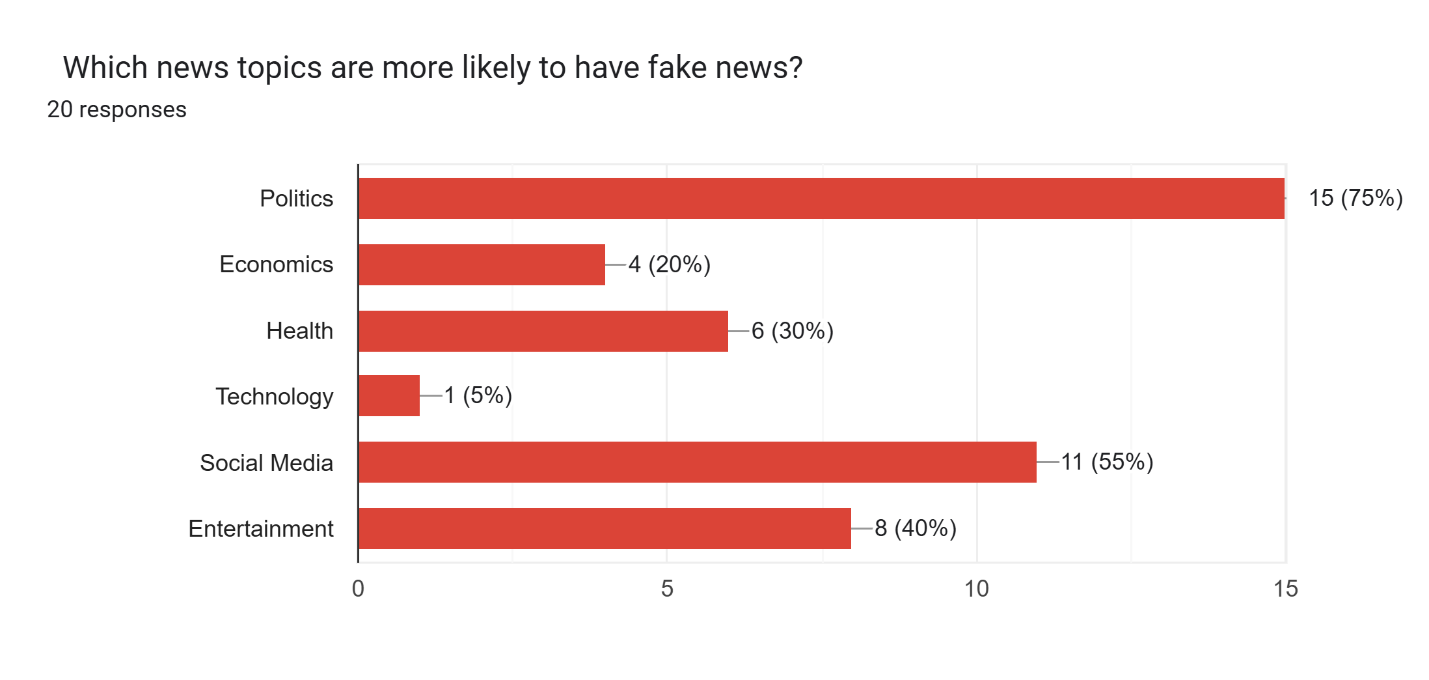 Which news topics are more likely to have fake news?
20 responses
Politics 15 (75%)
Economics 4 (20%)
Health 6 (30%)
Technology 1 (5%)
Social Media 11 (55%)
Entertainment 8 (40%)
0 5 10 15